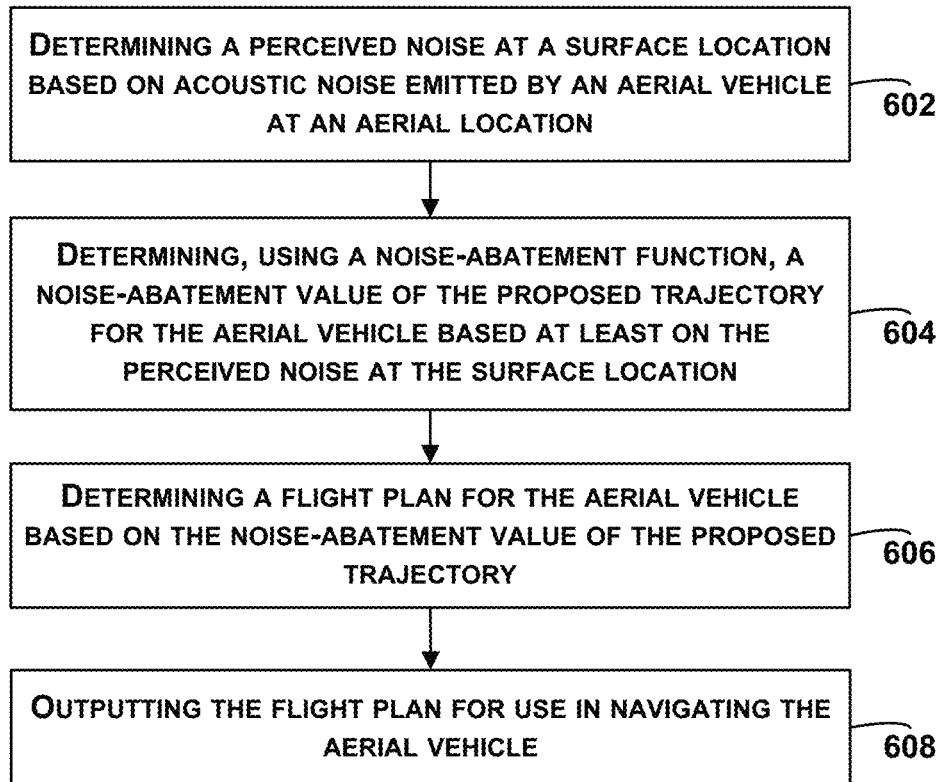 DETERMINING A PERCEIVED NOISE AT A SURFACE LOCATION
BASED ON ACOUSTIC NOISE EMITTED BY AN AERIAL VEHICLE
AT AN AERIAL LOCATION
602
DETERMINING, USING A NOISE-ABATEMENT FUNCTION, A
NOISE-ABATEMENT VALUE OF THE PROPOSED TRAJECTORY
FOR THE AERIAL VEHICLE BASED AT LEAST ON THE
PERCEIVED NOISE AT THE SURFACE LOCATION
604
DETERMINING A FLIGHT PLAN FOR THE AERIAL VEHICLE
BASED ON THE NOISE-ABATEMENT VALUE OF THE PROPOSED
TRAJECTORY
606
OUTPUTTING THE FLIGHT PLAN FOR USE IN NAVIGATING THE
AERIAL VEHICLE
608